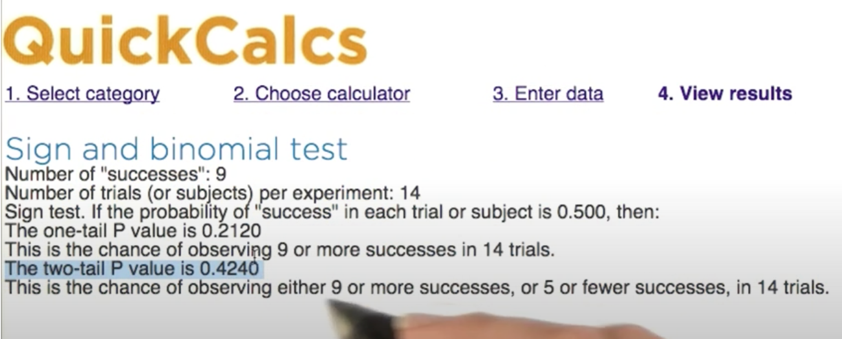 QuickCalcs
1. Select category 2. Choose calculator 3. Enter data 4. View results
Sign and binomial test
Number of "successes": 9
Number of trials (or subjects) per experiment: 14
Sign test. If the probability of "success" in each trial or subject is 0.500, then:
The one-tail P value is 0.2120
This is the chance of observing 9 or more successes in 14 trials.
The two-tail P value is 0.4240
This is the chance of observing either 9 or more successes, or 5 or fewer successes, in 14 trials.